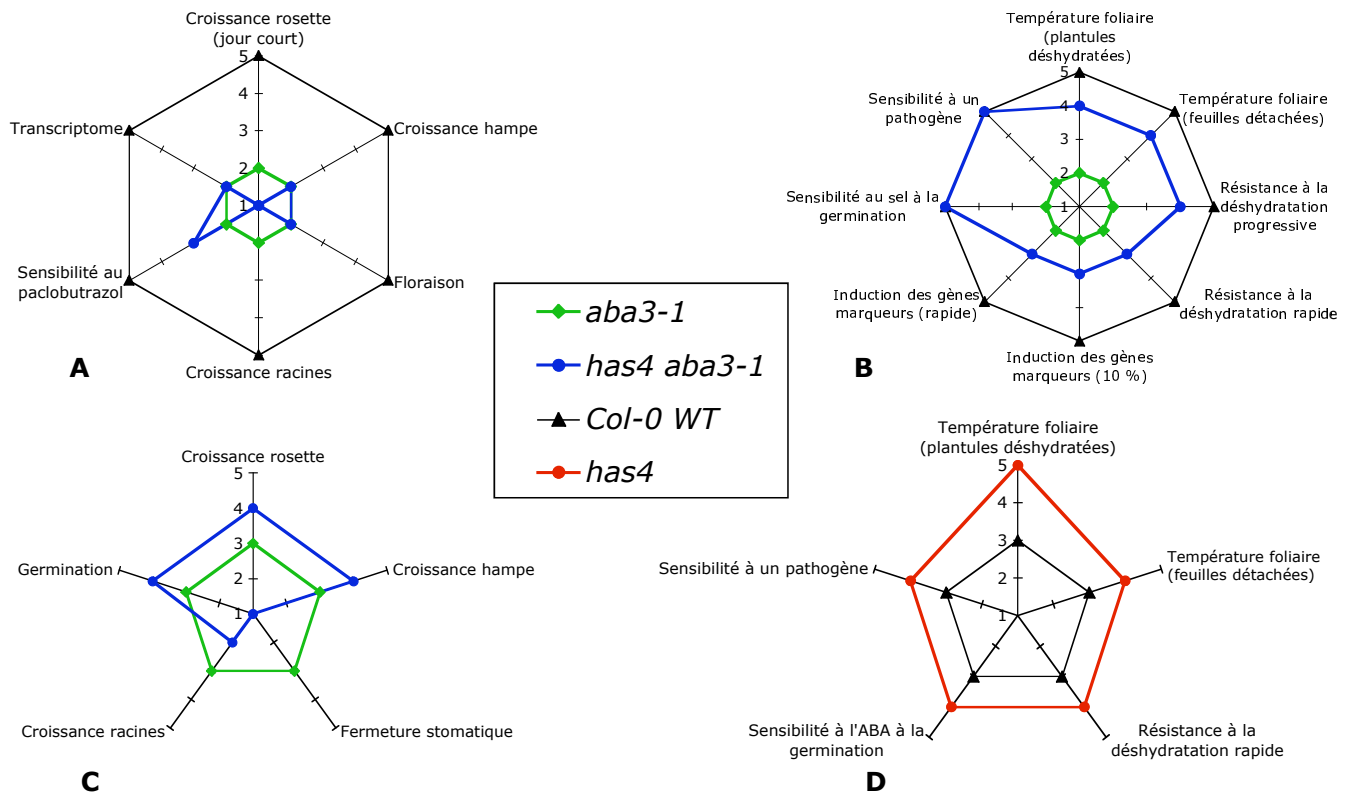 Croissance rosette
(jour court)
5
4
3
2
1
Transcriptome
Croissance hampe
Sensibilité au
paclobutrazol
Floraison
Croissance racines
A
Température foliaire
(plantules
déshydratées)
5
4
3
2
1
Sensibilité à un
pathogène
Température foliaire
(feuilles détachées)
Sensibilité au sel à la
germination
Résistance à la
déshydratation
progressive
Induction des gènes
marqueurs (rapide)
Résistance à la
déshydratation rapide
Induction des gènes
marqueurs (10 %)
B
aba3-1
has4 aba3-1
Col-0 WT
has4
Croissance rosette
5
4
3
2
1
Germination
Croissance hampe
Croissance racines
Fermeture stomatique
C
Température foliaire
(plantules déshydratées)
5
4
3
2
1
Sensibilité à un pathogène
Température foliaire
(feuilles détachées)
Sensibilité à l'ABA à la
germination
Résistance à la
déshydratation rapide
D